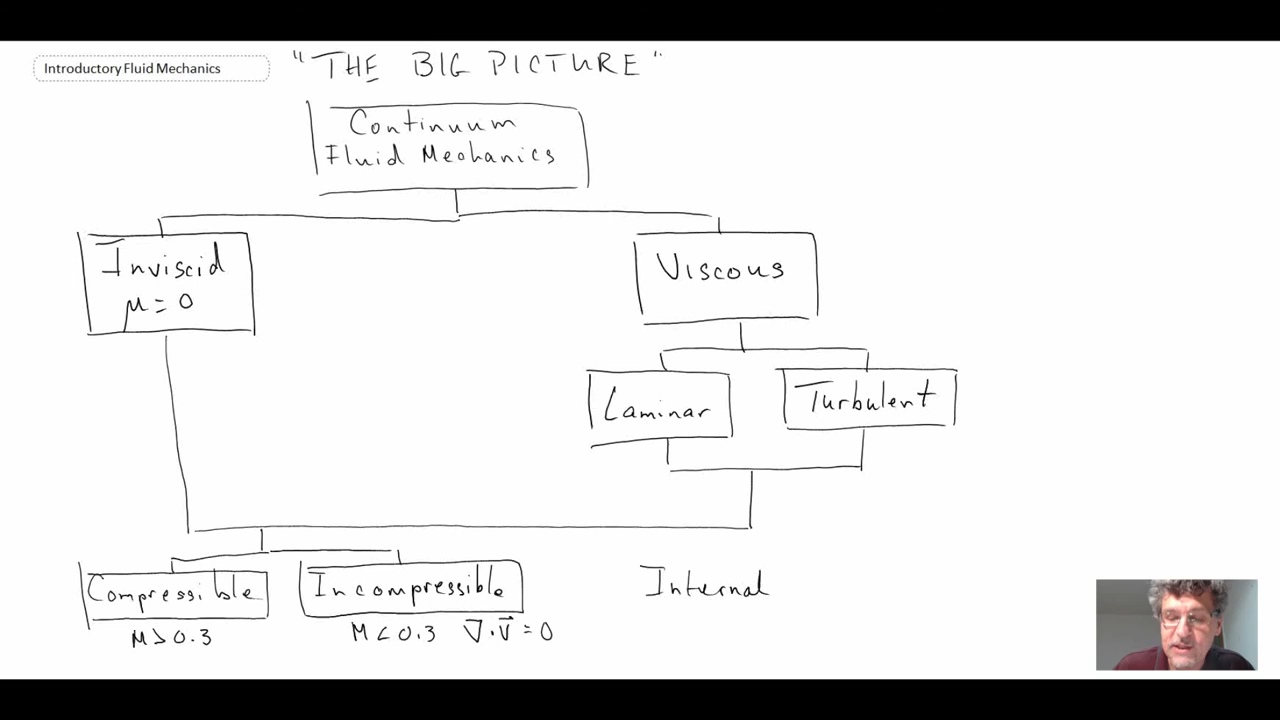 Introductory Fluid Mechanics
"THE BIG PICTURE"
Continuum
Fluid Mechanics
Inviscid
μ = 0
Viscous
Laminar
Turbulent
Compressible
Incompressible
Internal
M > 0.3
M < 0.3 ∇·V⃗ = 0